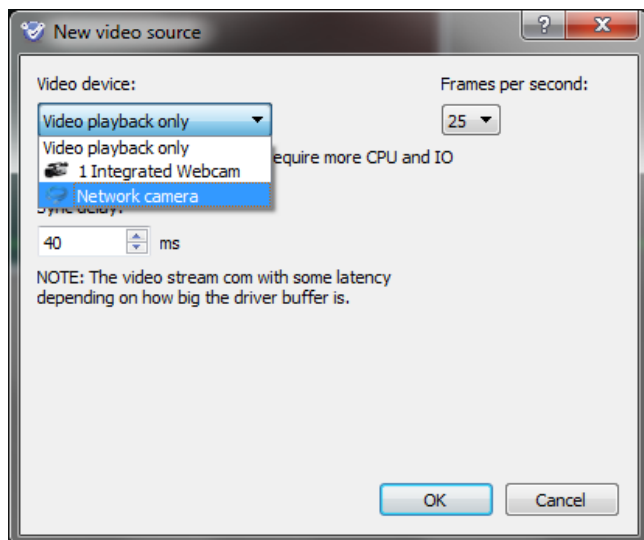 New video source
Video device:
Frames per second:
Video playback only
25
Video playback only
equire more CPU and IO
1 Integrated Webcam
Network camera
Sync delay:
40 ms
NOTE: The video stream com with some latency
depending on how big the driver buffer is.
OK
Cancel